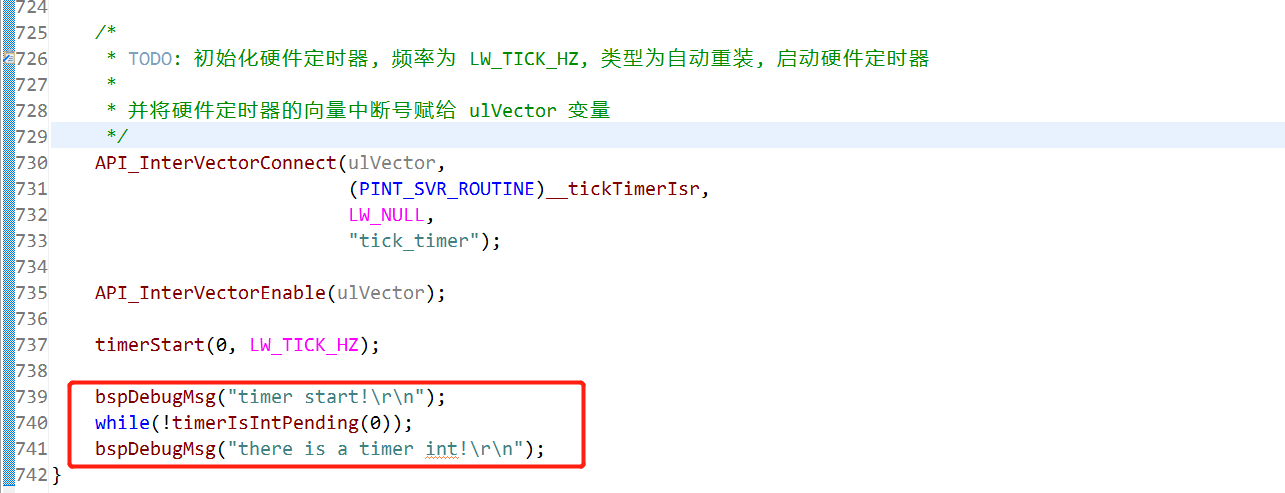 724
725 /*
726 * TODO: 初始化硬件定时器, 频率为 LW_TICK_HZ, 类型为自动重装, 启动硬件定时器
727 *
728 * 并将硬件定时器的向量中断号赋给 ulVector 变量
729 */
730 API_InterVectorConnect(ulVector,
731 (PINT_SVR_ROUTINE)__tickTimerIsr,
732 LW_NULL,
733 "tick_timer");
734
735 API_InterVectorEnable(ulVector);
736
737 timerStart(0, LW_TICK_HZ);
738
739 bspDebugMsg("timer start!\r\n");
740 while(!timerIsIntPending(0));
741 bspDebugMsg("there is a timer int!\r\n");
742 }